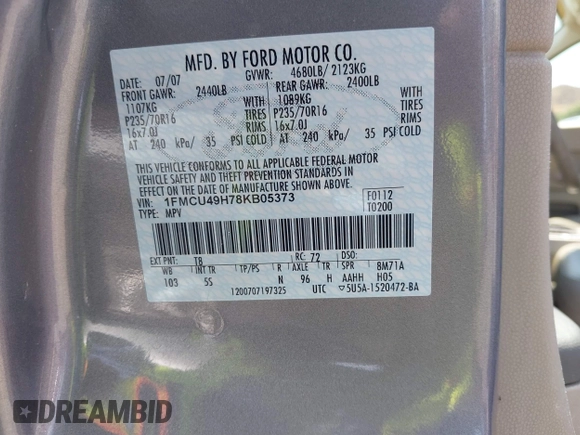 MFD. BY FORD MOTOR CO.
07/07 GVWR: 4680LB/ 2123KG
FRONT GAWR: 2440LB REAR GAWR: 2400LB
1107KG WITH 1089KG WITH
P235/70R16 TIRES P235/70R16 TIRES
16x7.0J RIMS 16x7.0J RIMS
AT 240 kPa/ 35 PSI COLD AT 240 kPa/ 35 PSI COLD
THIS VEHICLE CONFORMS TO ALL APPLICABLE FEDERAL MOTOR
VEHICLE SAFETY AND THEFT PREVENTION STANDARDS IN
EFFECT ON THE DATE OF MANUFACTURE SHOWN ABOVE.
VIN: 1FMCU49H78KB05373 F0112
TYPE: MPV T0200
EXT PNT: T8 RC: 72 DSO:
WB INT TR TP/PS R AXLE TR SPR 8M71A
103 55 N 96 H AAHH H05
1200707197325 UTC ▽5U5A-1520472-BA
DREAMBID